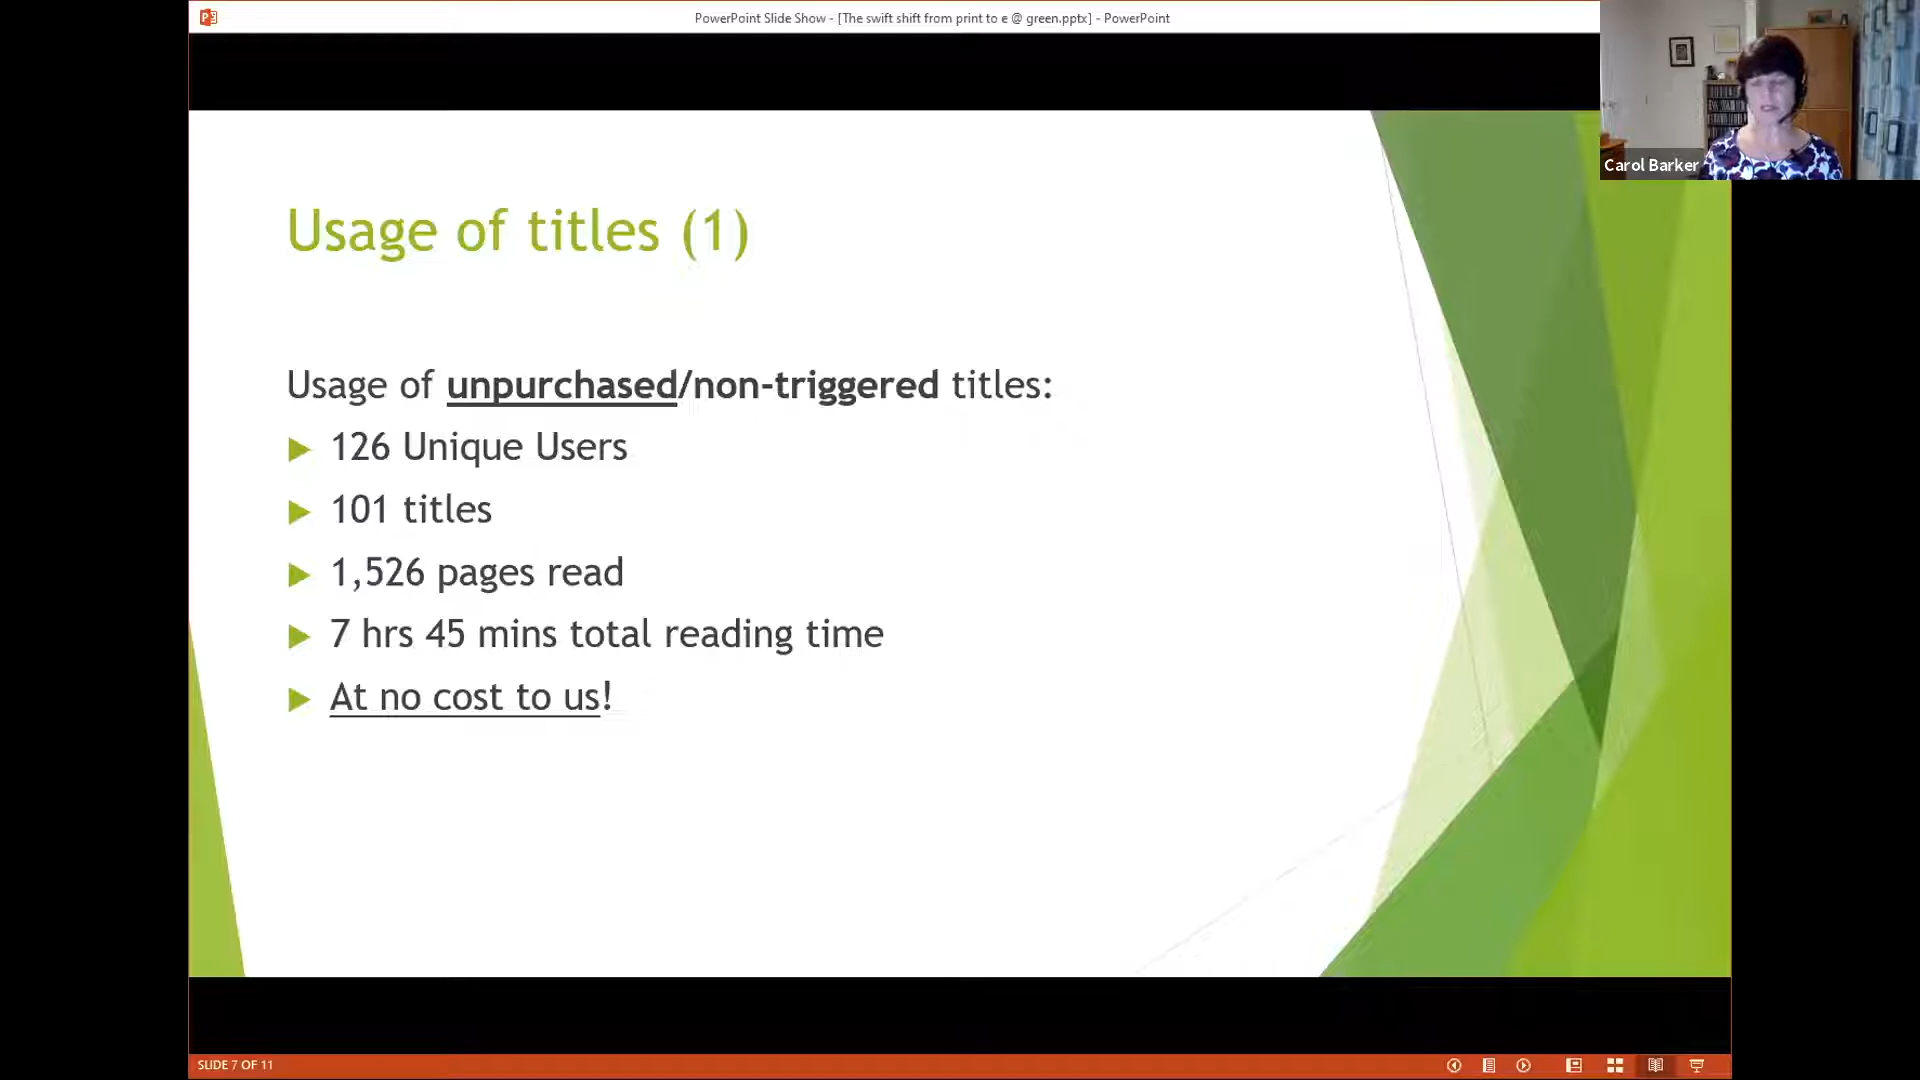 PowerPoint Slide Show - [The swift shift from print to e @ green.pptx] - PowerPoint
Carol Barker
Usage of titles (1)
Usage of unpurchased/non-triggered titles:
126 Unique Users
101 titles
1,526 pages read
7 hrs 45 mins total reading time
At no cost to us!
SLIDE 7 OF 11